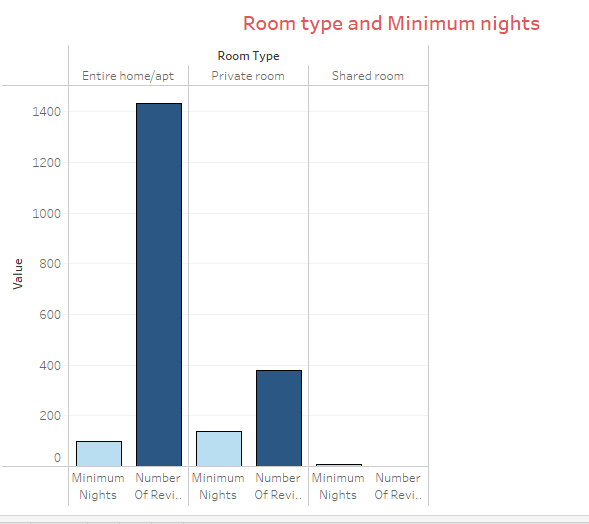 Room type and Minimum nights
Room Type
Entire home/apt Private room Shared room
1400
1200
1000
800
600
400
200
0
Value
Minimum Number Minimum Number Minimum Number
Nights Of Revi.. Nights Of Revi.. Nights Of Revi..